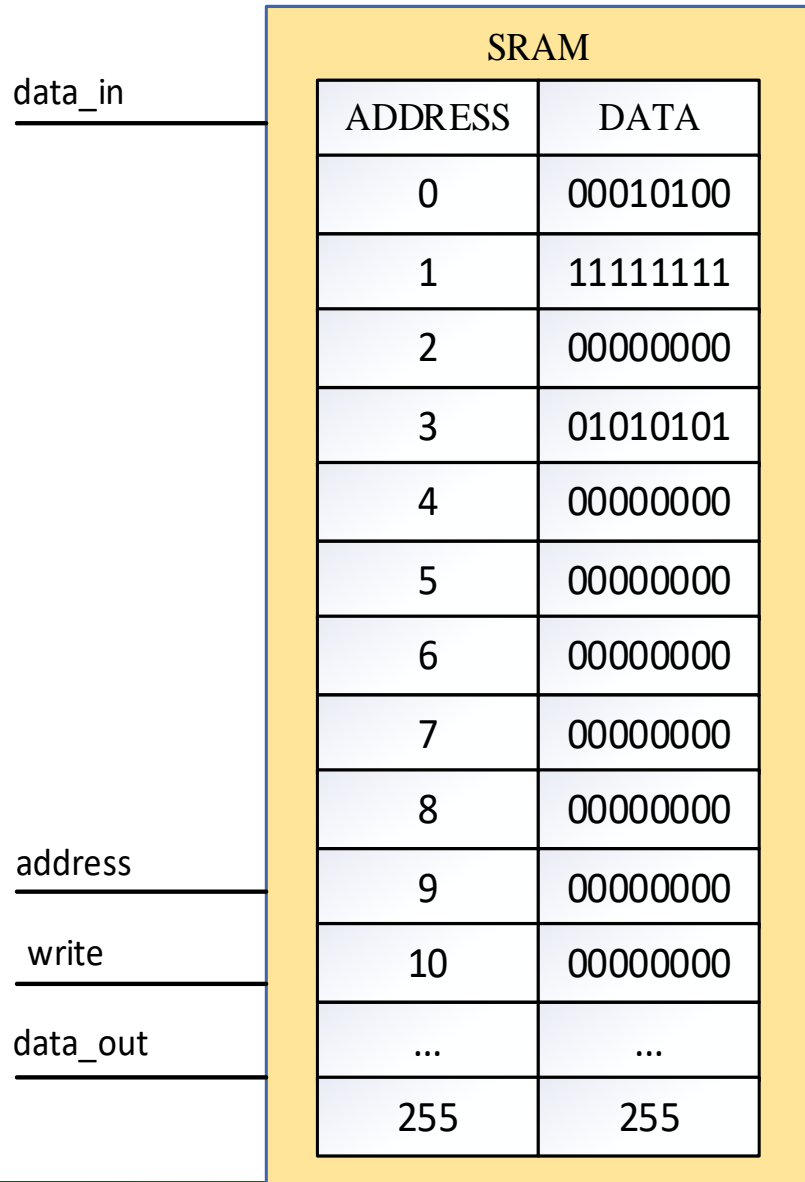 SRAM
data_in
ADDRESS DATA
0 00010100
1 11111111
2 00000000
3 01010101
4 00000000
5 00000000
6 00000000
7 00000000
8 00000000
address
9 00000000
write
10 00000000
data_out
... ...
255 255